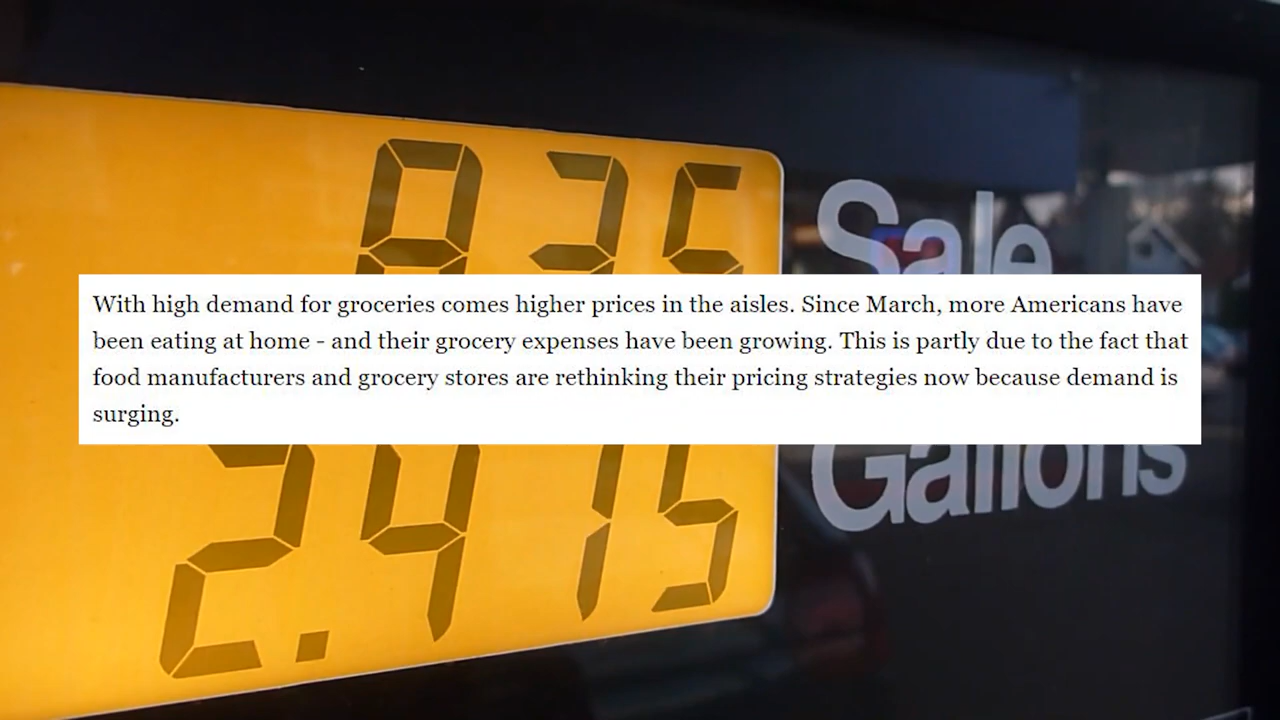 Sale
With high demand for groceries comes higher prices in the aisles. Since March, more Americans have
been eating at home - and their grocery expenses have been growing. This is partly due to the fact that
food manufacturers and grocery stores are rethinking their pricing strategies now because demand is
surging.
2.415 Gallons